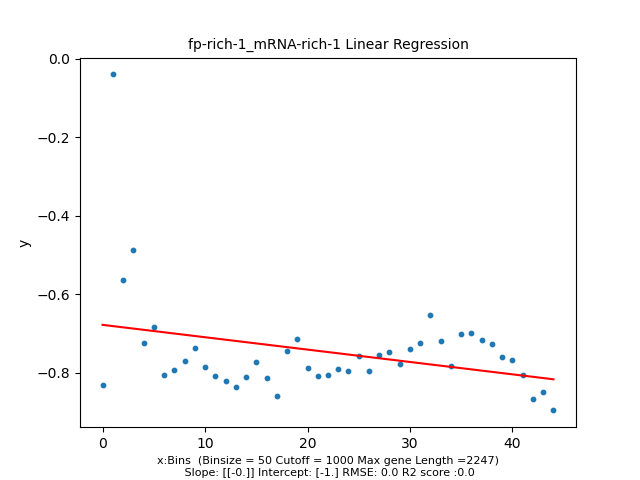 fp-rich-1_mRNA-rich-1 Linear Regression
0.0
−0.2
−0.4
−0.6
−0.8
y
0 10 20 30 40
x:Bins  (Binsize = 50 Cutoff = 1000 Max gene Length =2247)
Slope: [[-0.]] Intercept: [-1.] RMSE: 0.0 R2 score :0.0